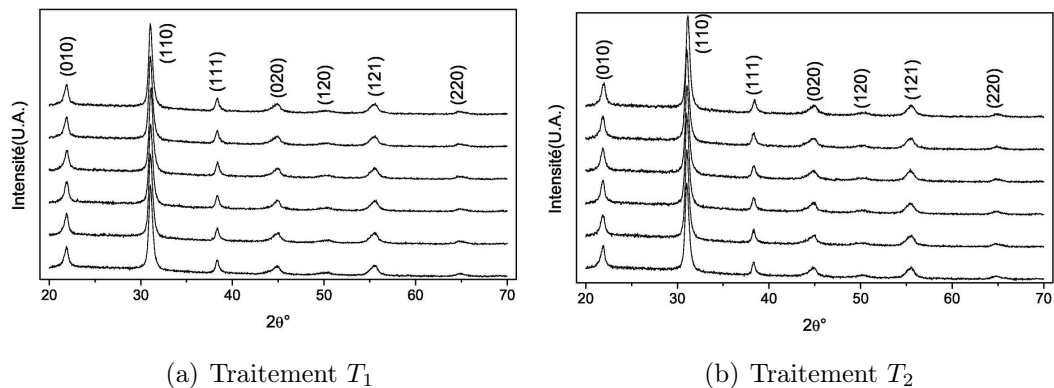 (010)
(110)
(111)
(020)
(120)
(121)
(220)
Intensité(U.A.)
20 30 40 50 60 70
2θ°
(a) Traitement T₁
(010)
(110)
(111)
(020)
(120)
(121)
(220)
Intensité(U.A.)
20 30 40 50 60 70
2θ°
(b) Traitement T₂